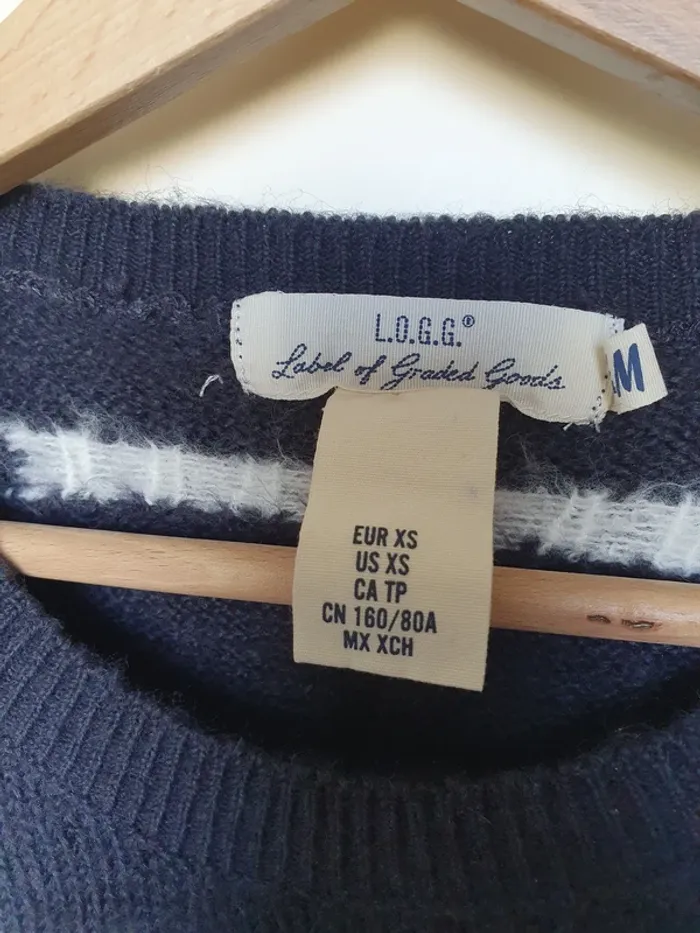 L.O.G.G.®
Label of Graded Goods
M
EUR XS
US XS
CA TP
CN 160/80A
MX XCH